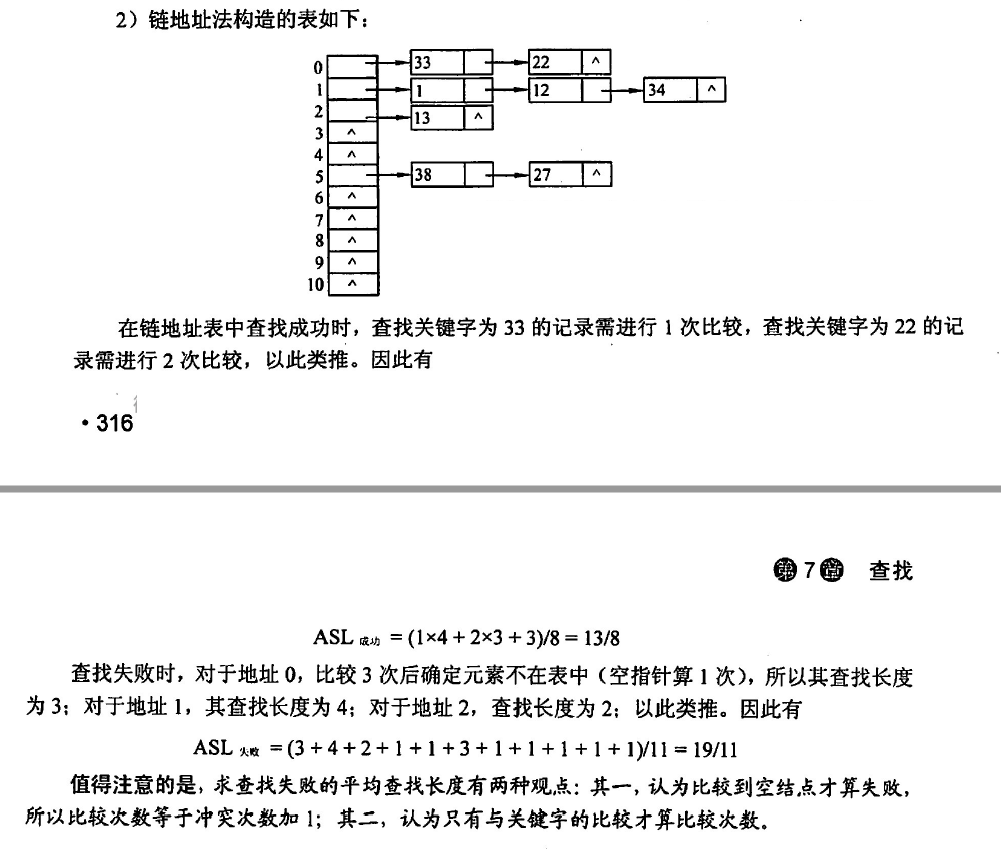 2）链地址法构造的表如下：
0 33 22 ^
1 1 12 34 ^
2 13 ^
3 ^
4 ^
5 38 27 ^
6 ^
7 ^
8 ^
9 ^
10 ^
在链地址表中查找成功时，查找关键字为 33 的记录需进行 1 次比较，查找关键字为 22 的记
录需进行 2 次比较，以此类推。因此有
·316
第7章 查找
ASL 成功 = (1×4 + 2×3 + 3)/8 = 13/8
查找失败时，对于地址 0，比较 3 次后确定元素不在表中（空指针算 1 次），所以其查找长度
为 3；对于地址 1，其查找长度为 4；对于地址 2，查找长度为 2；以此类推。因此有
ASL 失败 = (3 + 4 + 2 + 1 + 1 + 3 + 1 + 1 + 1 + 1 + 1)/11 = 19/11
值得注意的是，求查找失败的平均查找长度有两种观点：其一，认为比较到空结点才算失败，
所以比较次数等于冲突次数加 1；其二，认为只有与关键字的比较才算比较次数。